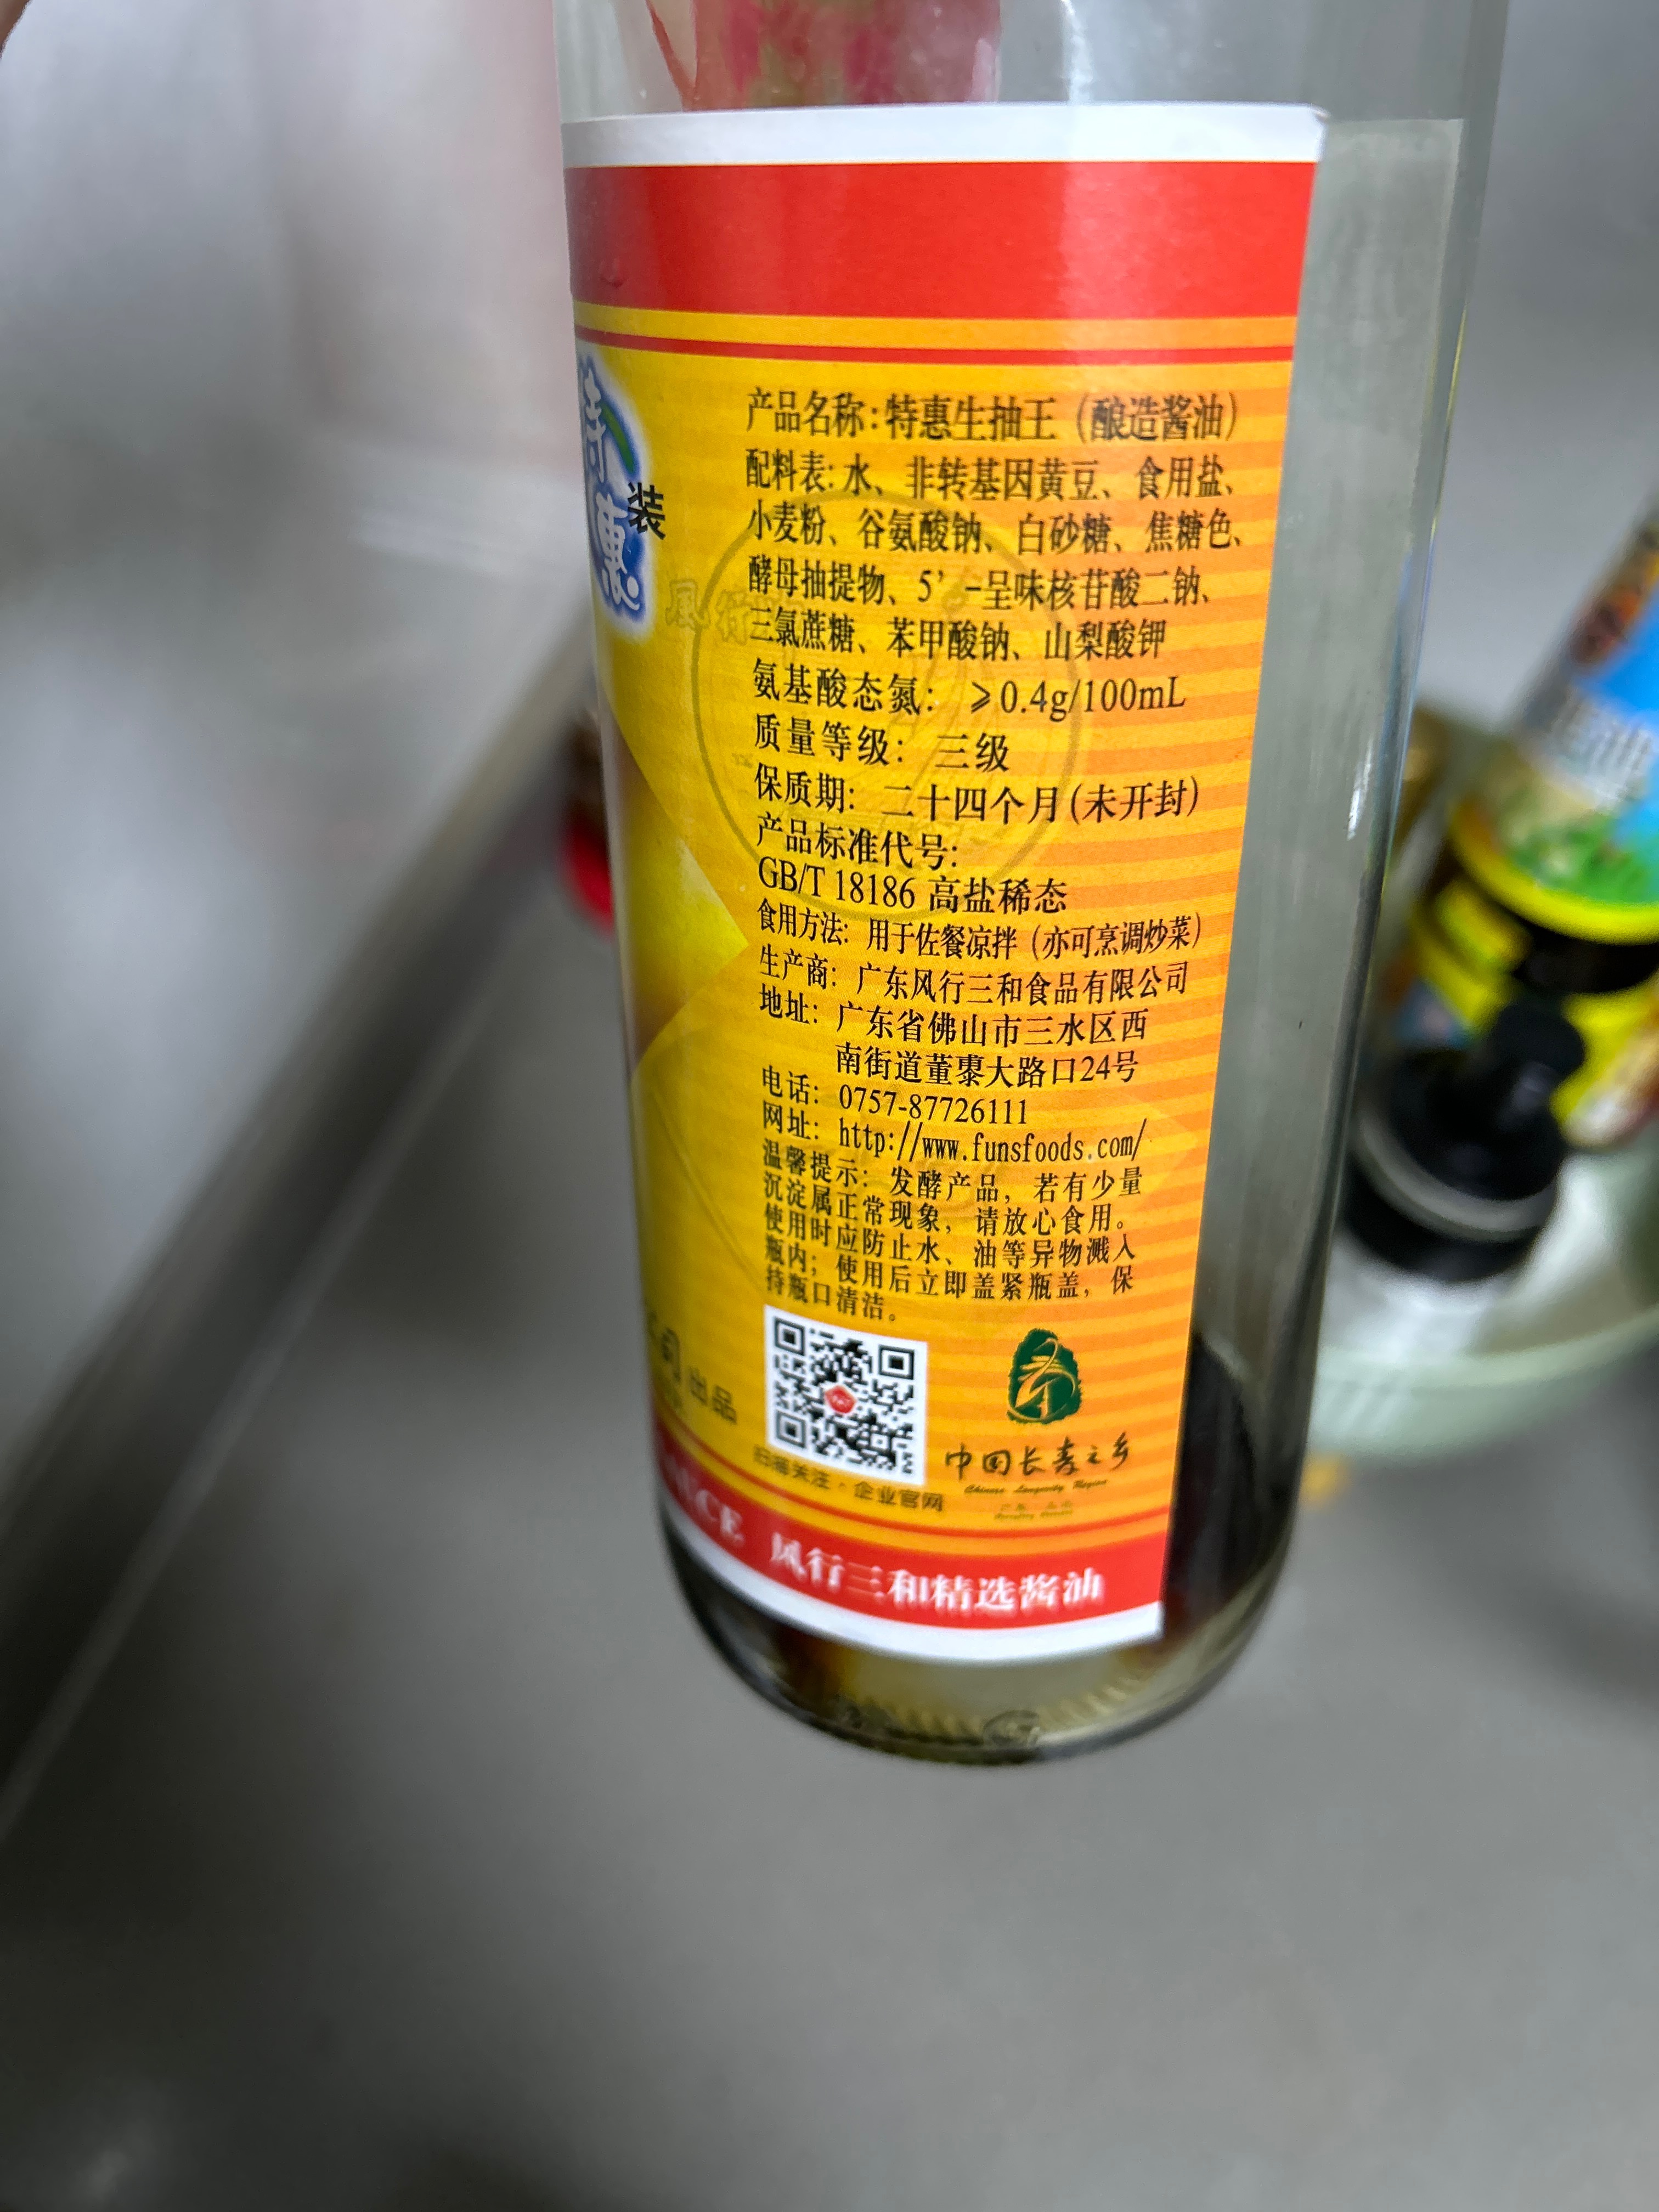 特惠
装
产品名称:特惠生抽王(酿造酱油)
配料表:水、非转基因黄豆、食用盐、
小麦粉、谷氨酸钠、白砂糖、焦糖色、
酵母抽提物、5’-呈味核苷酸二钠、
三氯蔗糖、苯甲酸钠、山梨酸钾
氨基酸态氮: ≥0.4g/100mL
质量等级: 三级
保质期: 二十四个月(未开封)
产品标准代号:
GB/T 18186 高盐稀态
食用方法: 用于佐餐凉拌(亦可烹调炒菜)
生产商: 广东风行三和食品有限公司
地址: 广东省佛山市三水区西
南街道董𤅀大路口24号
电话: 0757-87726111
网址: http://www.funsfoods.com/
温馨提示: 发酵产品, 若有少量
沉淀属正常现象, 请放心食用。
使用时应防止水、油等异物溅入
瓶内; 使用后立即盖紧瓶盖, 保
持瓶口清洁。
司出品
扫描关注·企业官网
中国长寿之乡
Chinese Longevity Region
AUCE 风行三和精选酱油